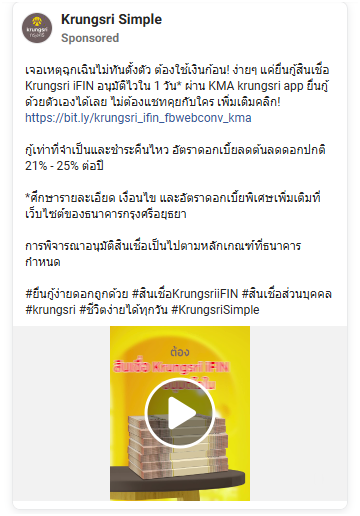 Krungsri Simple
Sponsored
krungsri
กรุงศรี
เจอเหตุฉุกเฉินไม่ทันตั้งตัว ต้องใช้เงินก้อน! ง่ายๆ แค่ยื่นกู้สินเชื่อ
Krungsri iFIN อนุมัติไวใน 1 วัน* ผ่าน KMA krungsri app ยื่นกู้
ด้วยตัวเองได้เลย ไม่ต้องแชทคุยกับใคร เพิ่มเติมคลิก!
https://bit.ly/krungsri_ifin_fbwebconv_kma
กู้เท่าที่จำเป็นและชำระคืนไหว อัตราดอกเบี้ยลดต้นลดดอกปกติ
21% - 25% ต่อปี
*ศึกษารายละเอียด เงื่อนไข และอัตราดอกเบี้ยพิเศษเพิ่มเติมที่
เว็บไซต์ของธนาคารกรุงศรีอยุธยา
การพิจารณาอนุมัติสินเชื่อเป็นไปตามหลักเกณฑ์ที่ธนาคาร
กำหนด
#ยื่นกู้ง่ายดอกถูกด้วย #สินเชื่อKrungsriiFIN #สินเชื่อส่วนบุคคล
#krungsri #ชีวิตง่ายได้ทุกวัน #KrungsriSimple
ต้อง
สินเชื่อ Krungsri iFIN